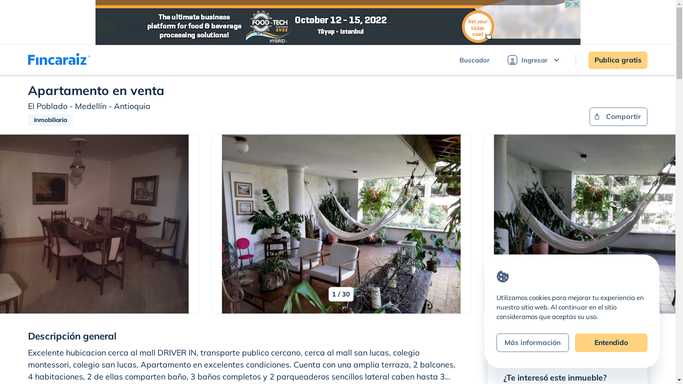 The ultimate business
platform for food & beverage
processing solutions!
FOOD-TECH
HYBRID
October 12 - 15, 2022
Tüyap - Istanbul
Fincaraiz
Buscador
Ingresar
Publica gratis
Apartamento en venta
El Poblado - Medellín - Antioquia
Inmobiliaria
Compartir
1 / 30
Utilizamos cookies para mejorar tu experiencia en
nuestro sitio web. Al continuar en el sitio
consideramos que aceptas su uso.
Más información
Entendido
Descripción general
Excelente hubicacion cerca al mall DRIVER IN, transporte publico cercano, cerca al mall san lucas, colegio
montessori, colegio san lucas. Apartamento en excelentes condiciones. Cuenta con una amplia terraza, 2 balcones.
4 habitaciones, 2 de ellas comparten baño, 3 baños completos y 2 parqueaderos sencillos lateral caben hasta 3...
¿Te interesó este inmueble?